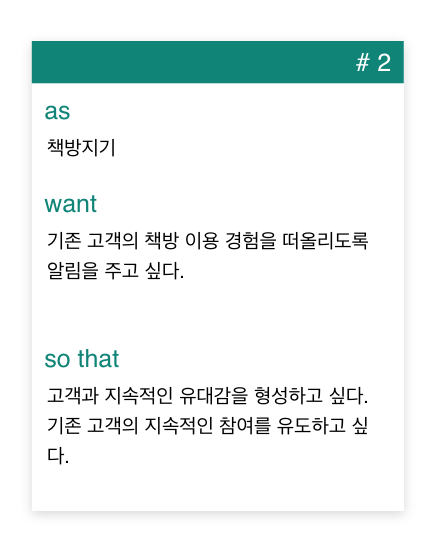 # 2
as
책방지기
want
기존 고객의 책방 이용 경험을 떠올리도록
알림을 주고 싶다.
so that
고객과 지속적인 유대감을 형성하고 싶다.
기존 고객의 지속적인 참여를 유도하고 싶
다.